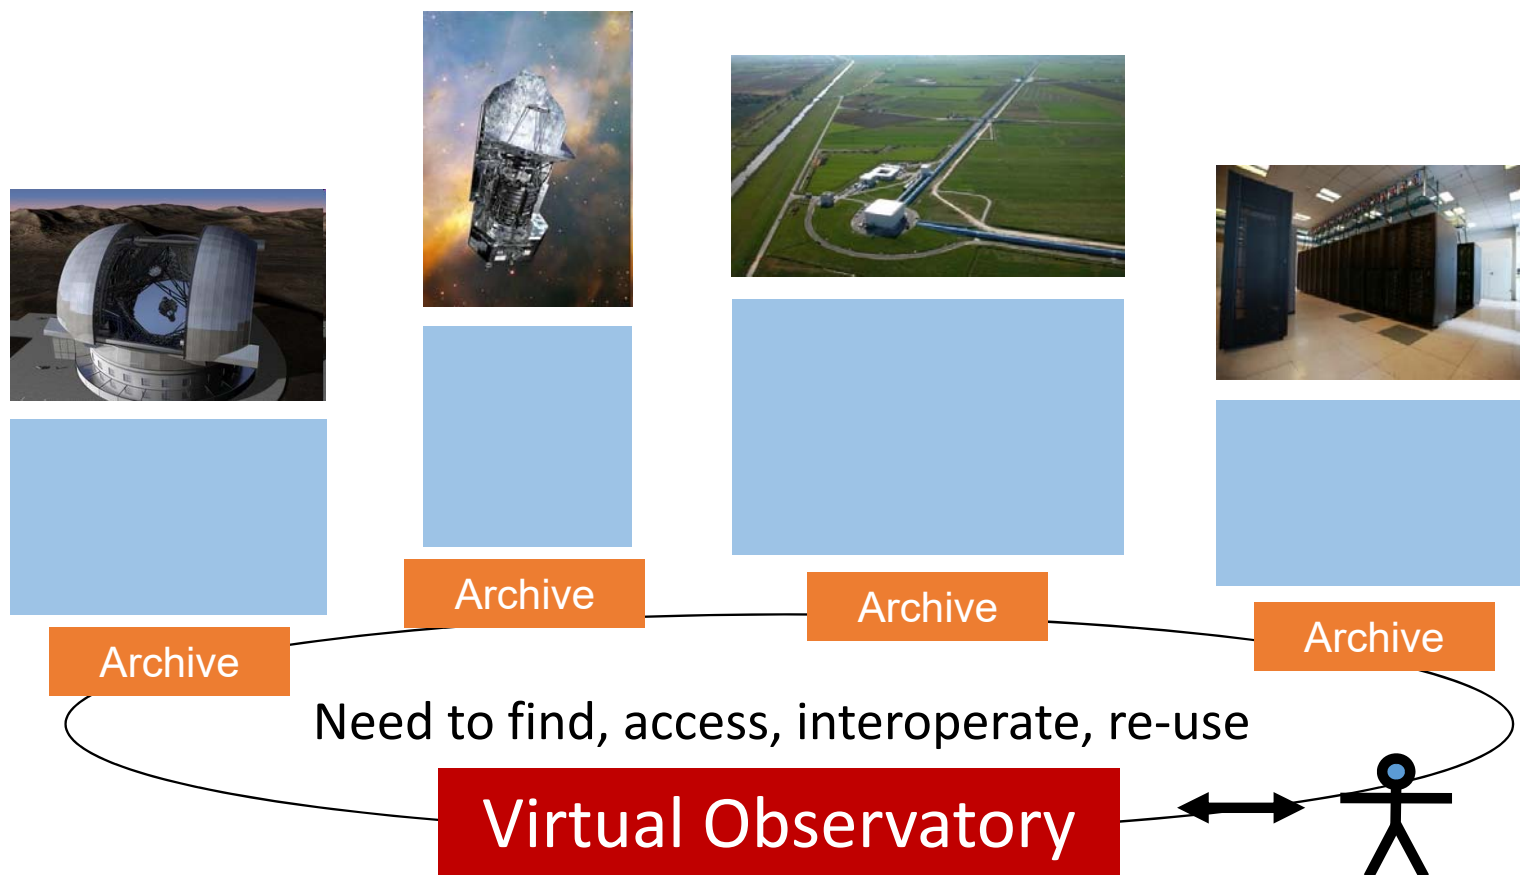 Archive
Archive
Archive
Archive
Need to find, access, interoperate, re-use
Virtual Observatory